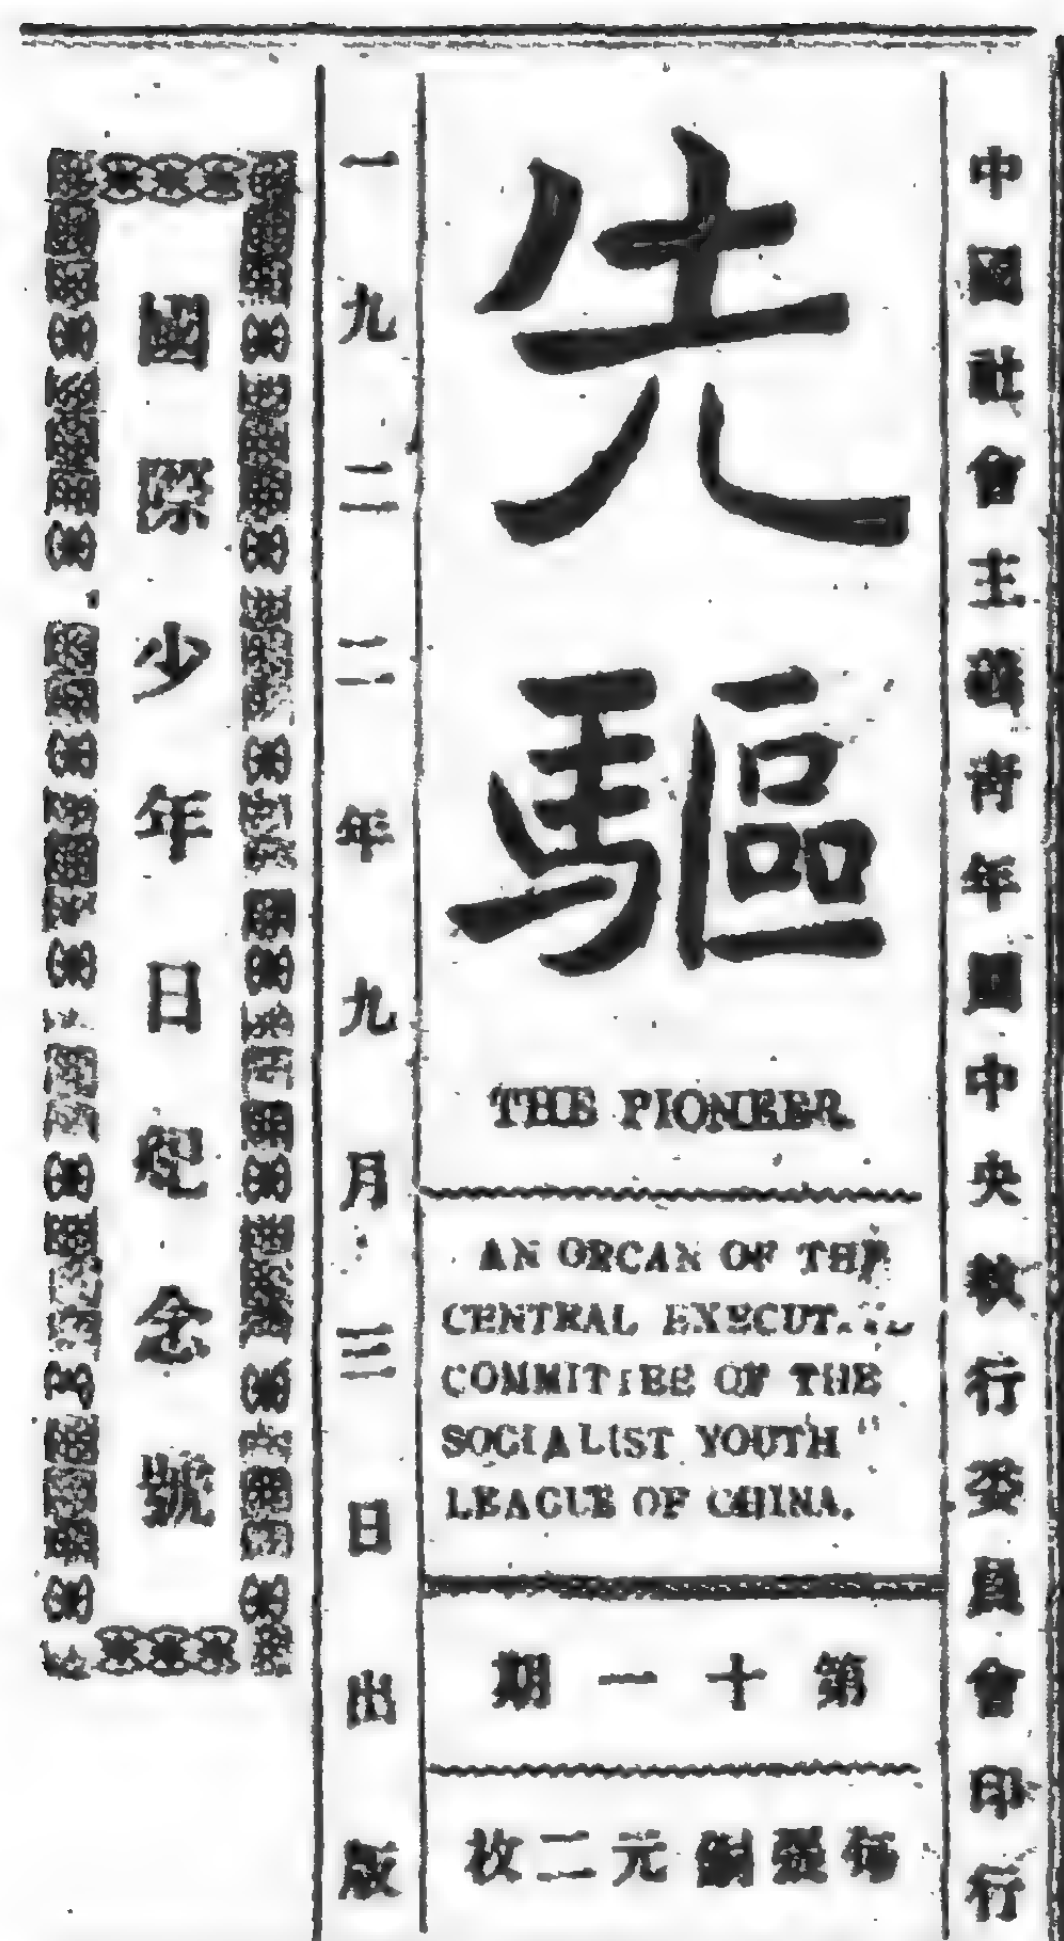 中國社會主義青年團中央執行委員會印行
先驅
THE PIONEER
AN ORGAN OF THE
CENTRAL EXECUTIVE
COMMITTEE OF THE
SOCIALIST YOUTH
LEAGUE OF CHINA.
第十一期
每張銅元二枚
一九二二年九月三日出版
國際少年日紀念號